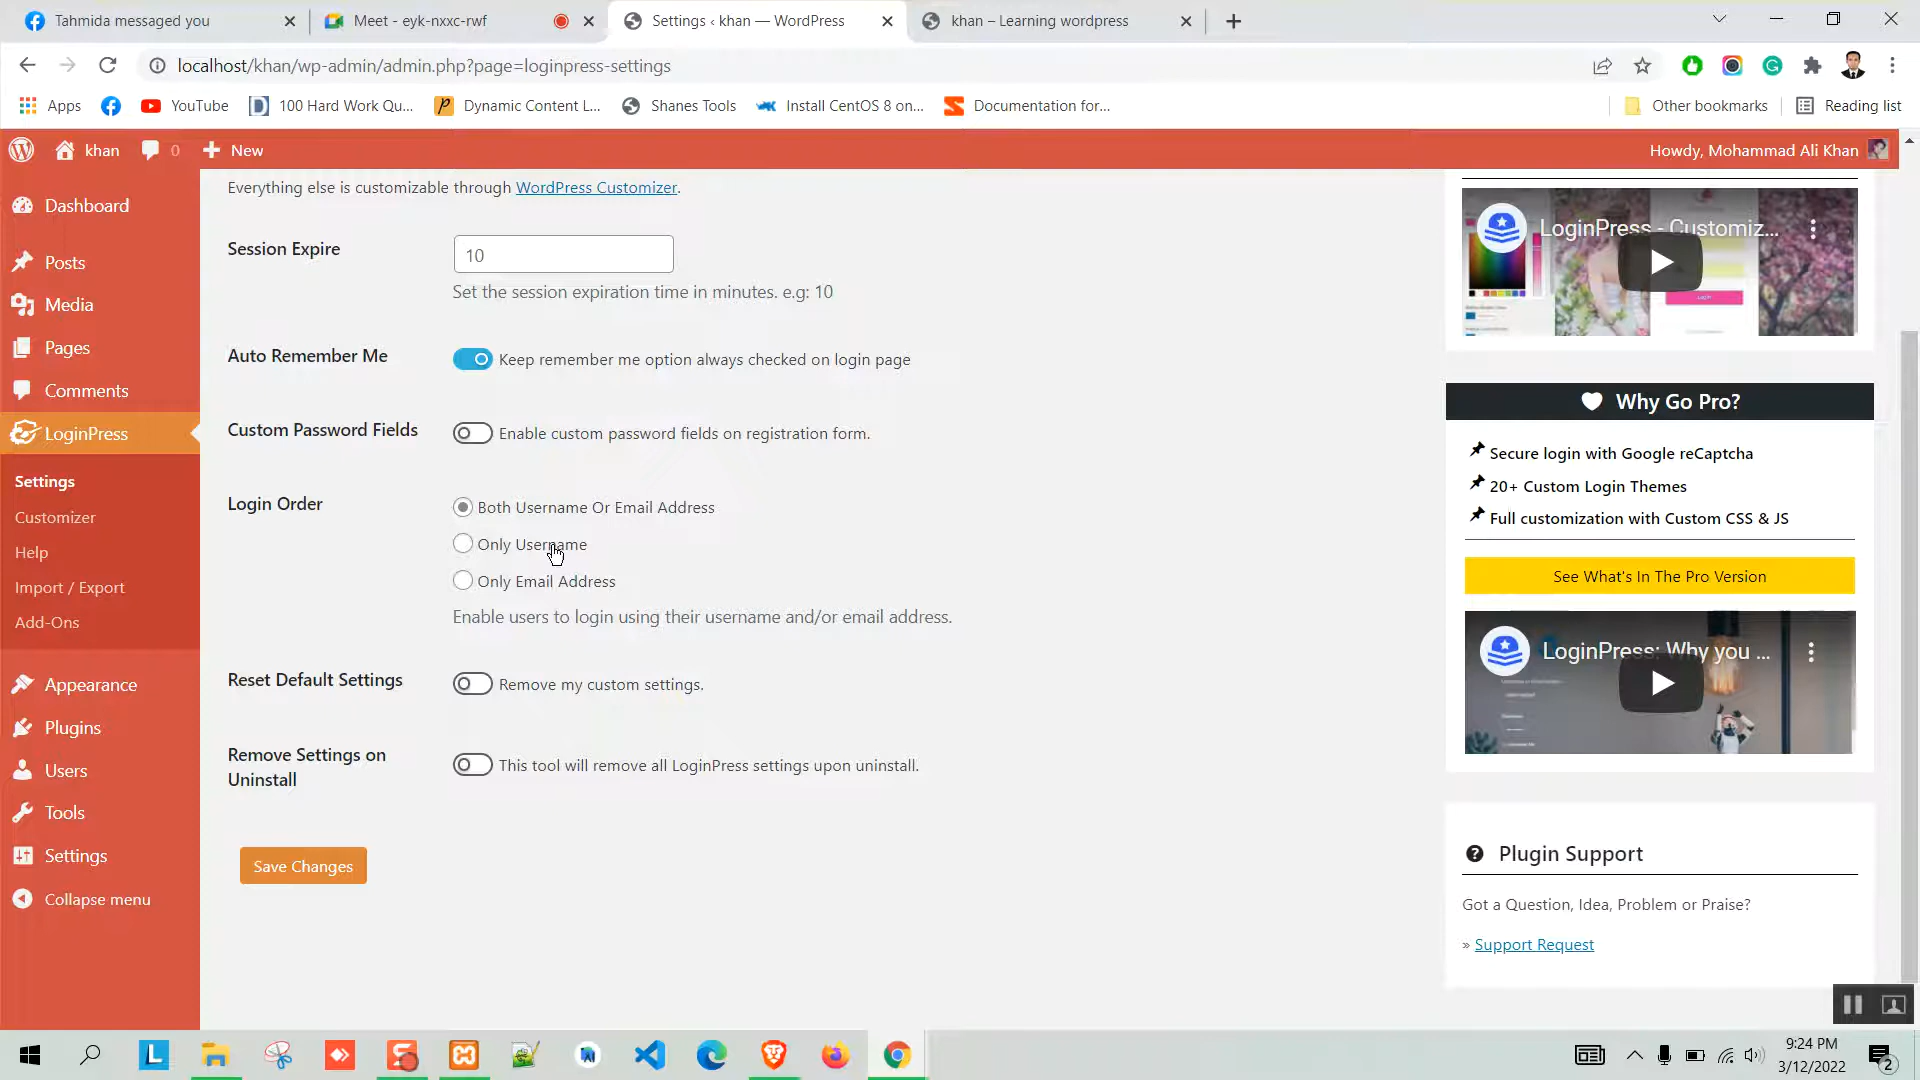 Tahmida messaged you
Meet - eyk-nxxc-rwf
Settings ‹ khan — WordPress
khan – Learning wordpress
localhost/khan/wp-admin/admin.php?page=loginpress-settings
Apps
YouTube
100 Hard Work Qu...
Dynamic Content L...
Shanes Tools
Install CentOS 8 on...
Documentation for...
Other bookmarks
Reading list
khan
0
New
Howdy, Mohammad Ali Khan
Dashboard
Posts
Media
Pages
Comments
LoginPress
Settings
Customizer
Help
Import / Export
Add-Ons
Appearance
Plugins
Users
Tools
Settings
Collapse menu
Everything else is customizable through WordPress Customizer.
Session Expire
10
Set the session expiration time in minutes. e.g: 10
Auto Remember Me
Keep remember me option always checked on login page
Custom Password Fields
Enable custom password fields on registration form.
Login Order
Both Username Or Email Address
Only Username
Only Email Address
Enable users to login using their username and/or email address.
Reset Default Settings
Remove my custom settings.
Remove Settings on
Uninstall
This tool will remove all LoginPress settings upon uninstall.
Save Changes
LoginPress - Customiz...
Why Go Pro?
Secure login with Google reCaptcha
20+ Custom Login Themes
Full customization with Custom CSS & JS
See What's In The Pro Version
LoginPress: Why you ...
Plugin Support
Got a Question, Idea, Problem or Praise?
» Support Request
9:24 PM
3/12/2022
2